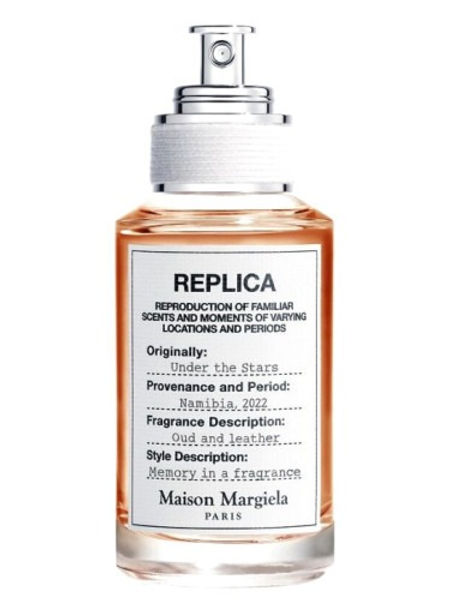 REPLICA
REPRODUCTION OF FAMILIAR
SCENTS AND MOMENTS OF VARYING
LOCATIONS AND PERIODS
Originally:
Under the Stars
Provenance and Period:
Namibia, 2022
Fragrance Description:
Oud and leather
Style Description:
Memory in a fragrance
Maison Margiela
PARIS